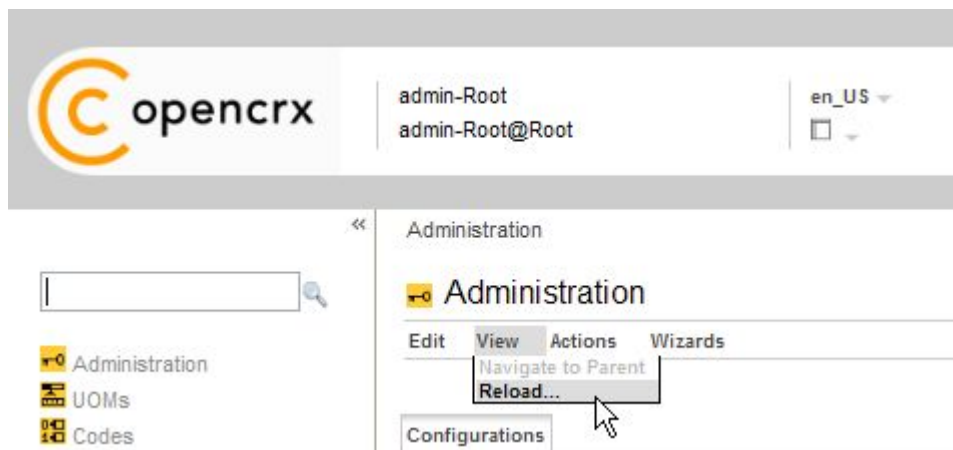 opencrx
admin-Root
admin-Root@Root
en_US
«
Administration
Administration
Edit View Actions Wizards
Navigate to Parent
Reload...
Configurations
Administration
UOMs
Codes